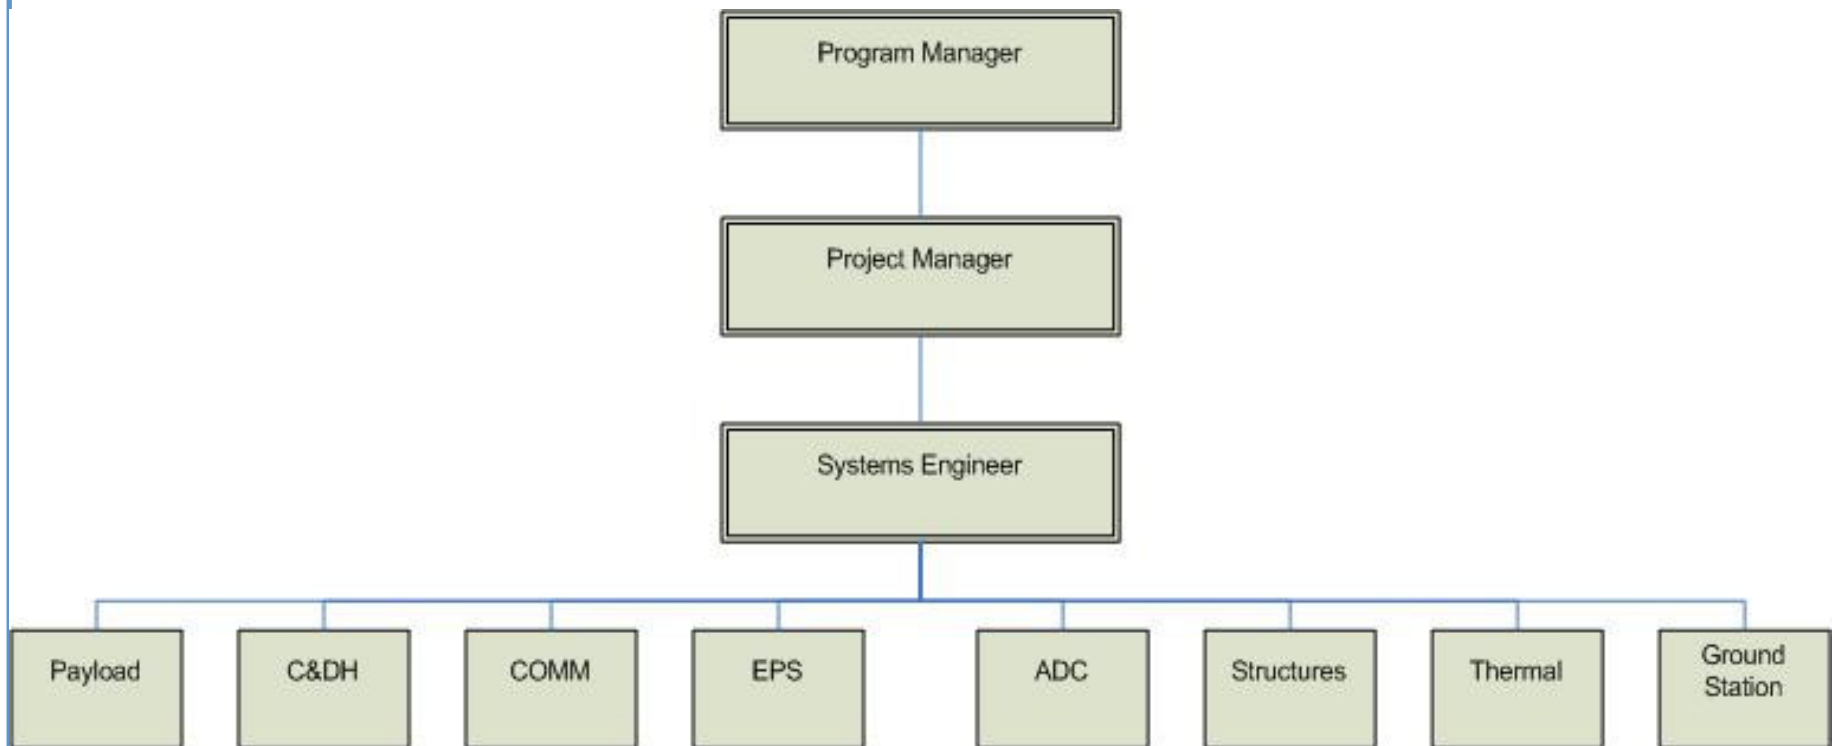 Program Manager
Project Manager
Systems Engineer
Payload
C&DH
COMM
EPS
ADC
Structures
Thermal
Ground
Station